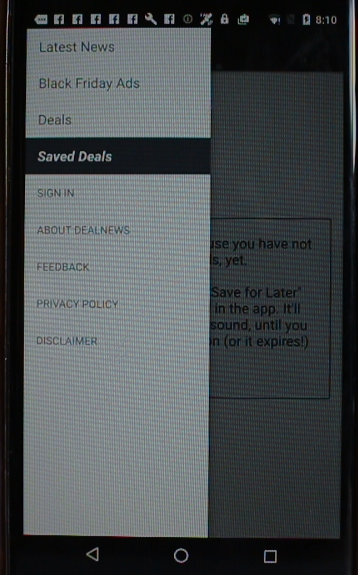 8:10
Latest News
Black Friday Ads
Deals
Saved Deals
SIGN IN
ABOUT DEALNEWS
FEEDBACK
PRIVACY POLICY
DISCLAIMER
use you have not
s, yet.
Save for Later"
in the app. It'll
sound, until you
n (or it expires!)